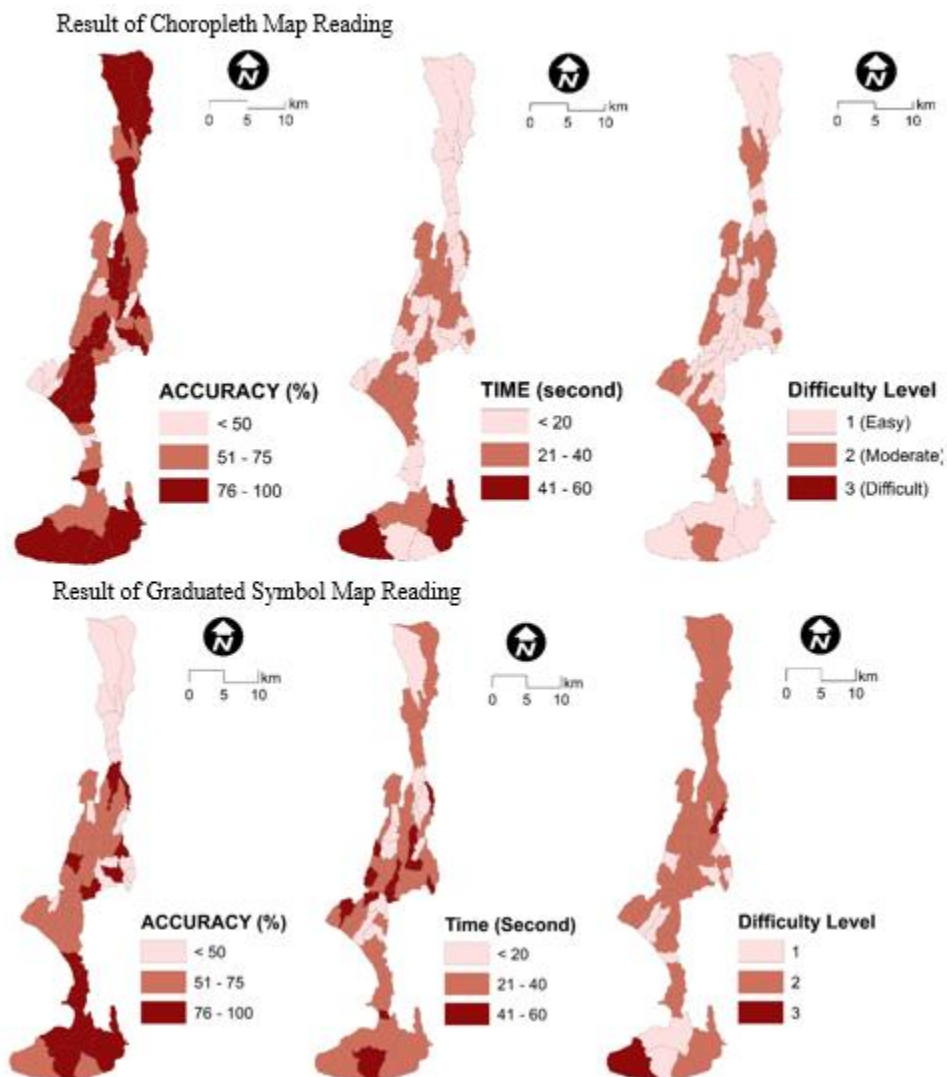 Result of Choropleth Map Reading
N
km
0 5 10
N
km
0 5 10
N
km
0 5 10
ACCURACY (%)
< 50
51 - 75
76 - 100
TIME (second)
< 20
21 - 40
41 - 60
Difficulty Level
1 (Easy)
2 (Moderate)
3 (Difficult)
Result of Graduated Symbol Map Reading
N
km
0 5 10
N
km
0 5 10
N
km
0 5 10
ACCURACY (%)
< 50
51 - 75
76 - 100
Time (Second)
< 20
21 - 40
41 - 60
Difficulty Level
1
2
3